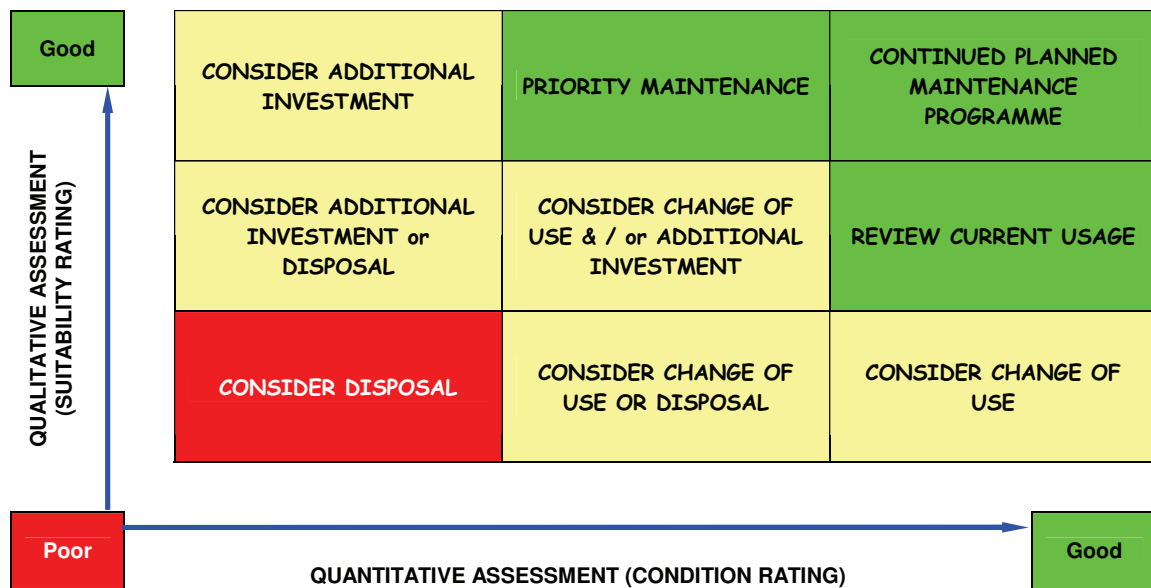 Good
CONSIDER ADDITIONAL
INVESTMENT
PRIORITY MAINTENANCE
CONTINUED PLANNED
MAINTENANCE
PROGRAMME
QUALITATIVE ASSESSMENT
(SUITABILITY RATING)
CONSIDER ADDITIONAL
INVESTMENT or
DISPOSAL
CONSIDER CHANGE OF
USE & / or ADDITIONAL
INVESTMENT
REVIEW CURRENT USAGE
CONSIDER DISPOSAL
CONSIDER CHANGE OF
USE OR DISPOSAL
CONSIDER CHANGE OF
USE
Poor
Good
QUANTITATIVE ASSESSMENT (CONDITION RATING)